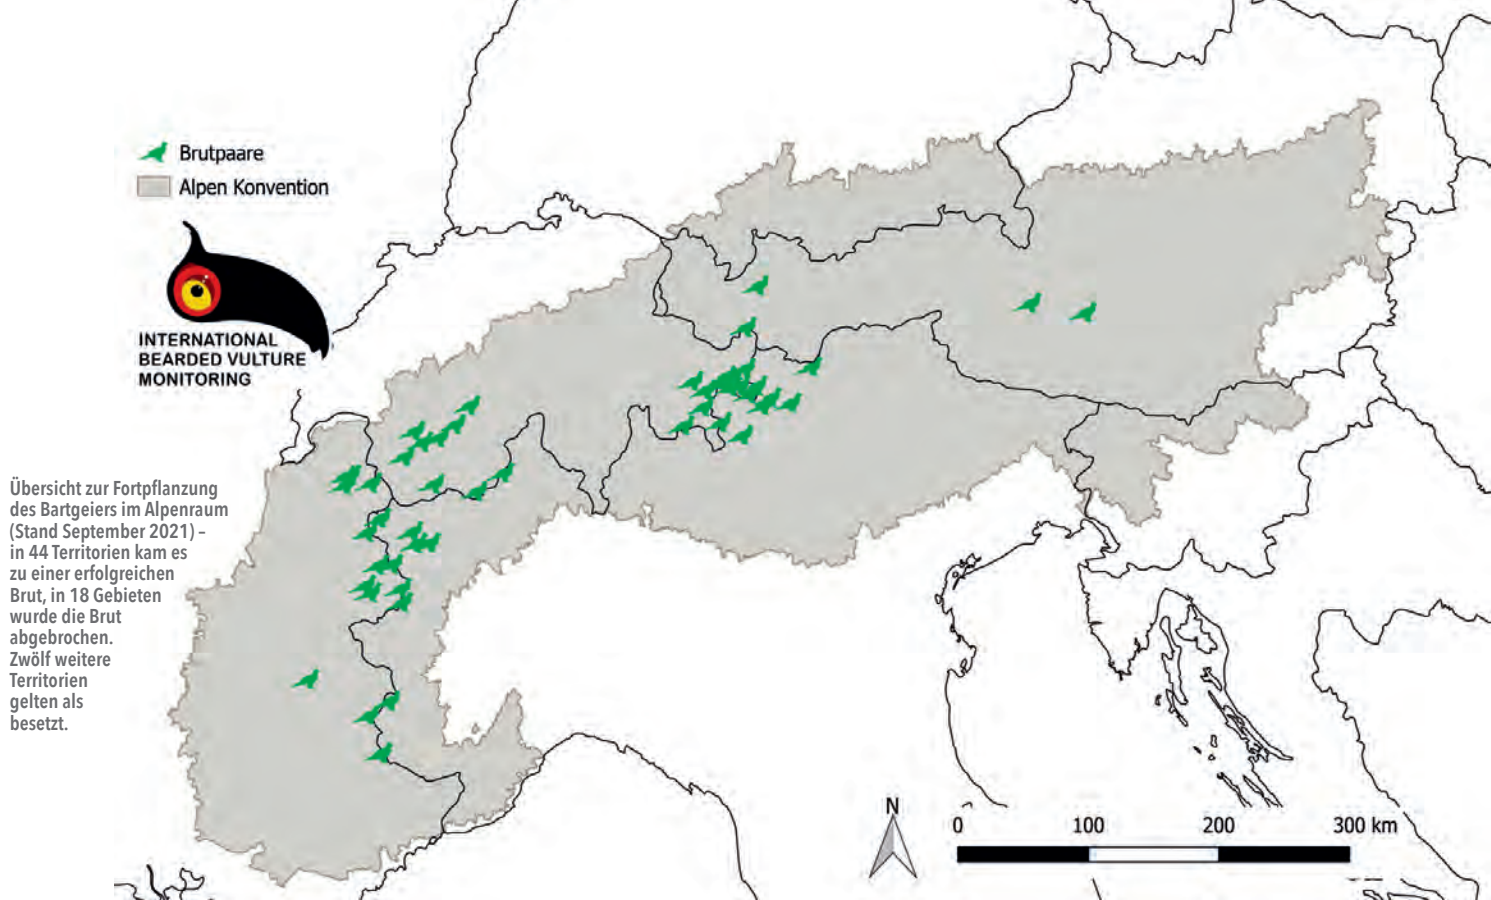 Brutpaare
Alpen Konvention
INTERNATIONAL
BEARDED VULTURE
MONITORING
Übersicht zur Fortpflanzung
des Bartgeiers im Alpenraum
(Stand September 2021) –
in 44 Territorien kam es
zu einer erfolgreichen
Brut, in 18 Gebieten
wurde die Brut
abgebrochen.
Zwölf weitere
Territorien
gelten als
besetzt.
N
0 100 200 300 km